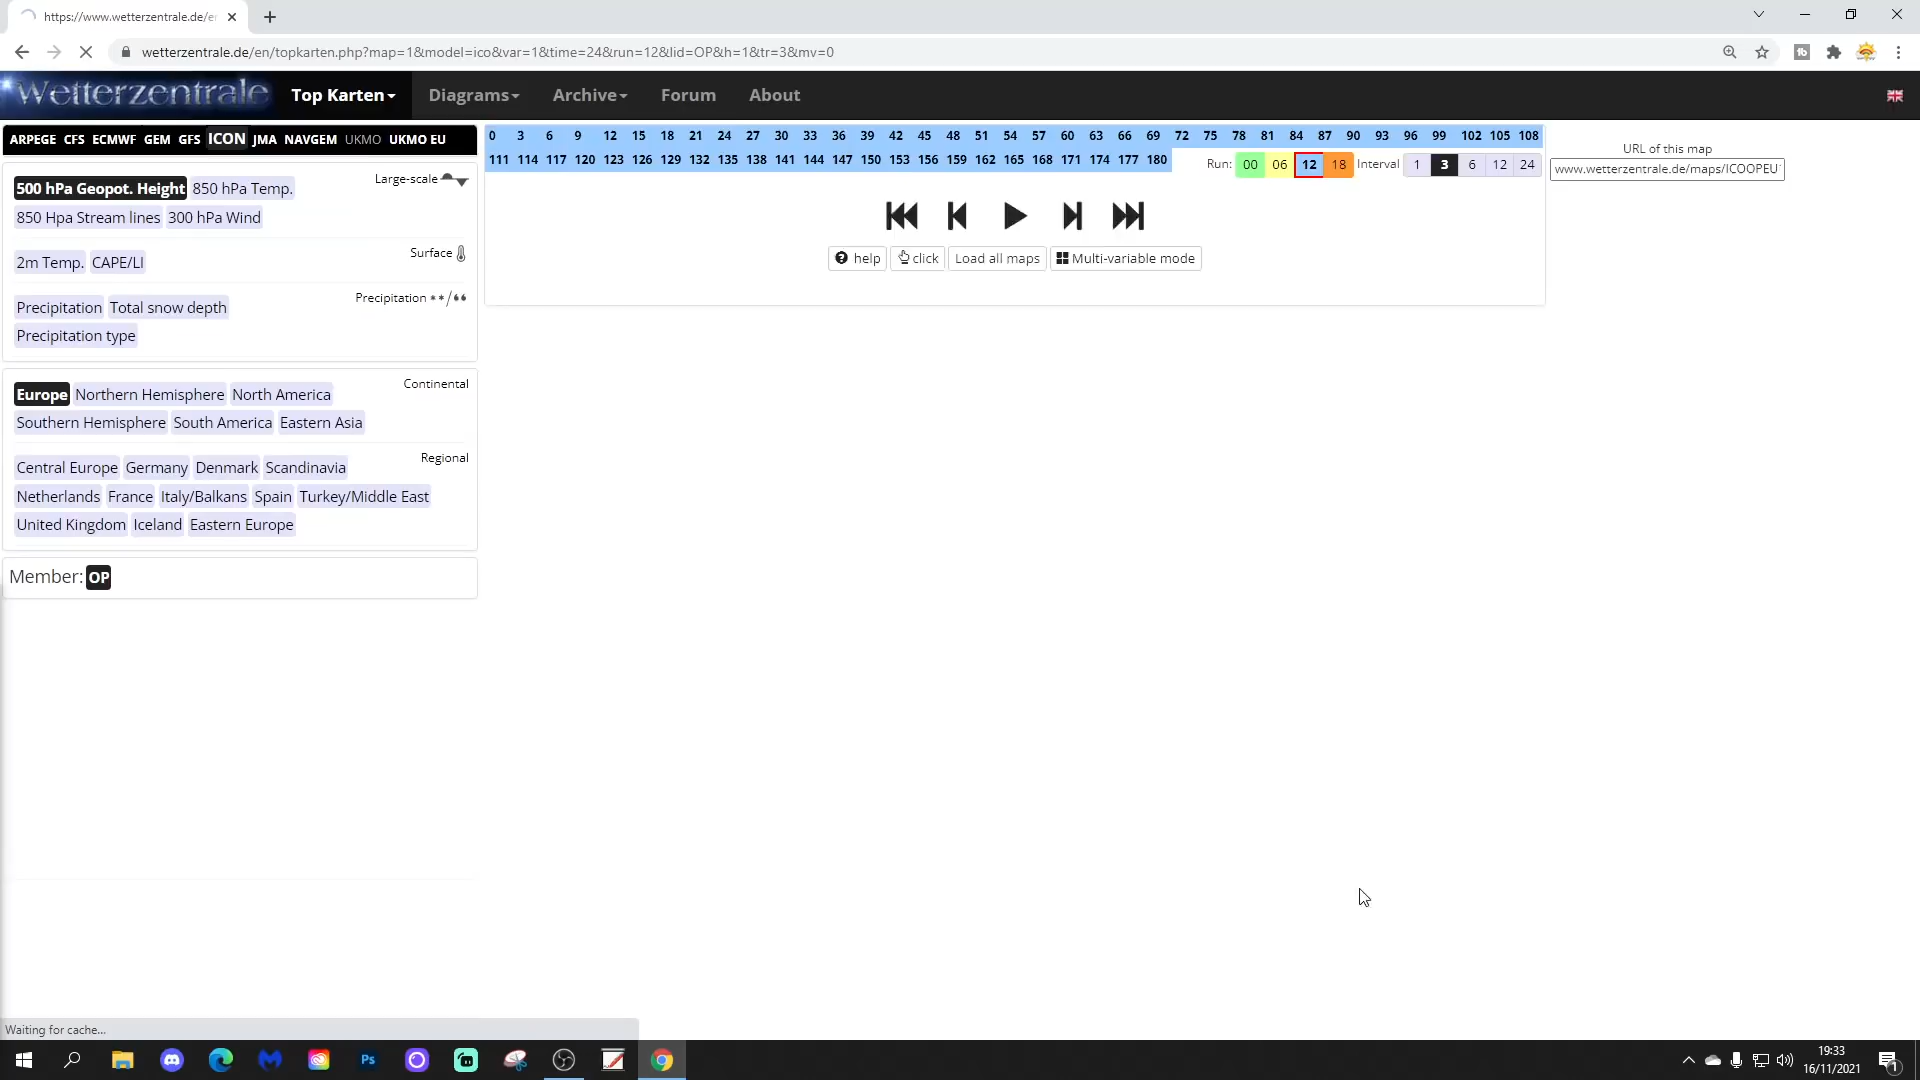 https://www.wetterzentrale.de/er
wetterzentrale.de/en/topkarten.php?map=1&model=ico&var=1&time=24&run=12&lid=OP&h=1&tr=3&mv=0
Wetterzentrale Top Karten Diagrams Archive Forum About
ARPEGE CFS ECMWF GEM GFS ICON JMA NAVGEM UKMO UKMO EU
Large-scale
500 hPa Geopot. Height 850 hPa Temp.
850 Hpa Stream lines 300 hPa Wind
Surface
2m Temp. CAPE/LI
Precipitation **/
Precipitation Total snow depth
Precipitation type
Continental
Europe Northern Hemisphere North America
Southern Hemisphere South America Eastern Asia
Regional
Central Europe Germany Denmark Scandinavia
Netherlands France Italy/Balkans Spain Turkey/Middle East
United Kingdom Iceland Eastern Europe
Member: OP
0 3 6 9 12 15 18 21 24 27 30 33 36 39 42 45 48 51 54 57 60 63 66 69 72 75 78 81 84 87 90 93 96 99 102 105 108
111 114 117 120 123 126 129 132 135 138 141 144 147 150 153 156 159 162 165 168 171 174 177 180
Run: 00 06 12 18 Interval 1 3 6 12 24
help click Load all maps Multi-variable mode
URL of this map
www.wetterzentrale.de/maps/ICOOPEU
Waiting for cache...
Ps
19:33
16/11/2021
1